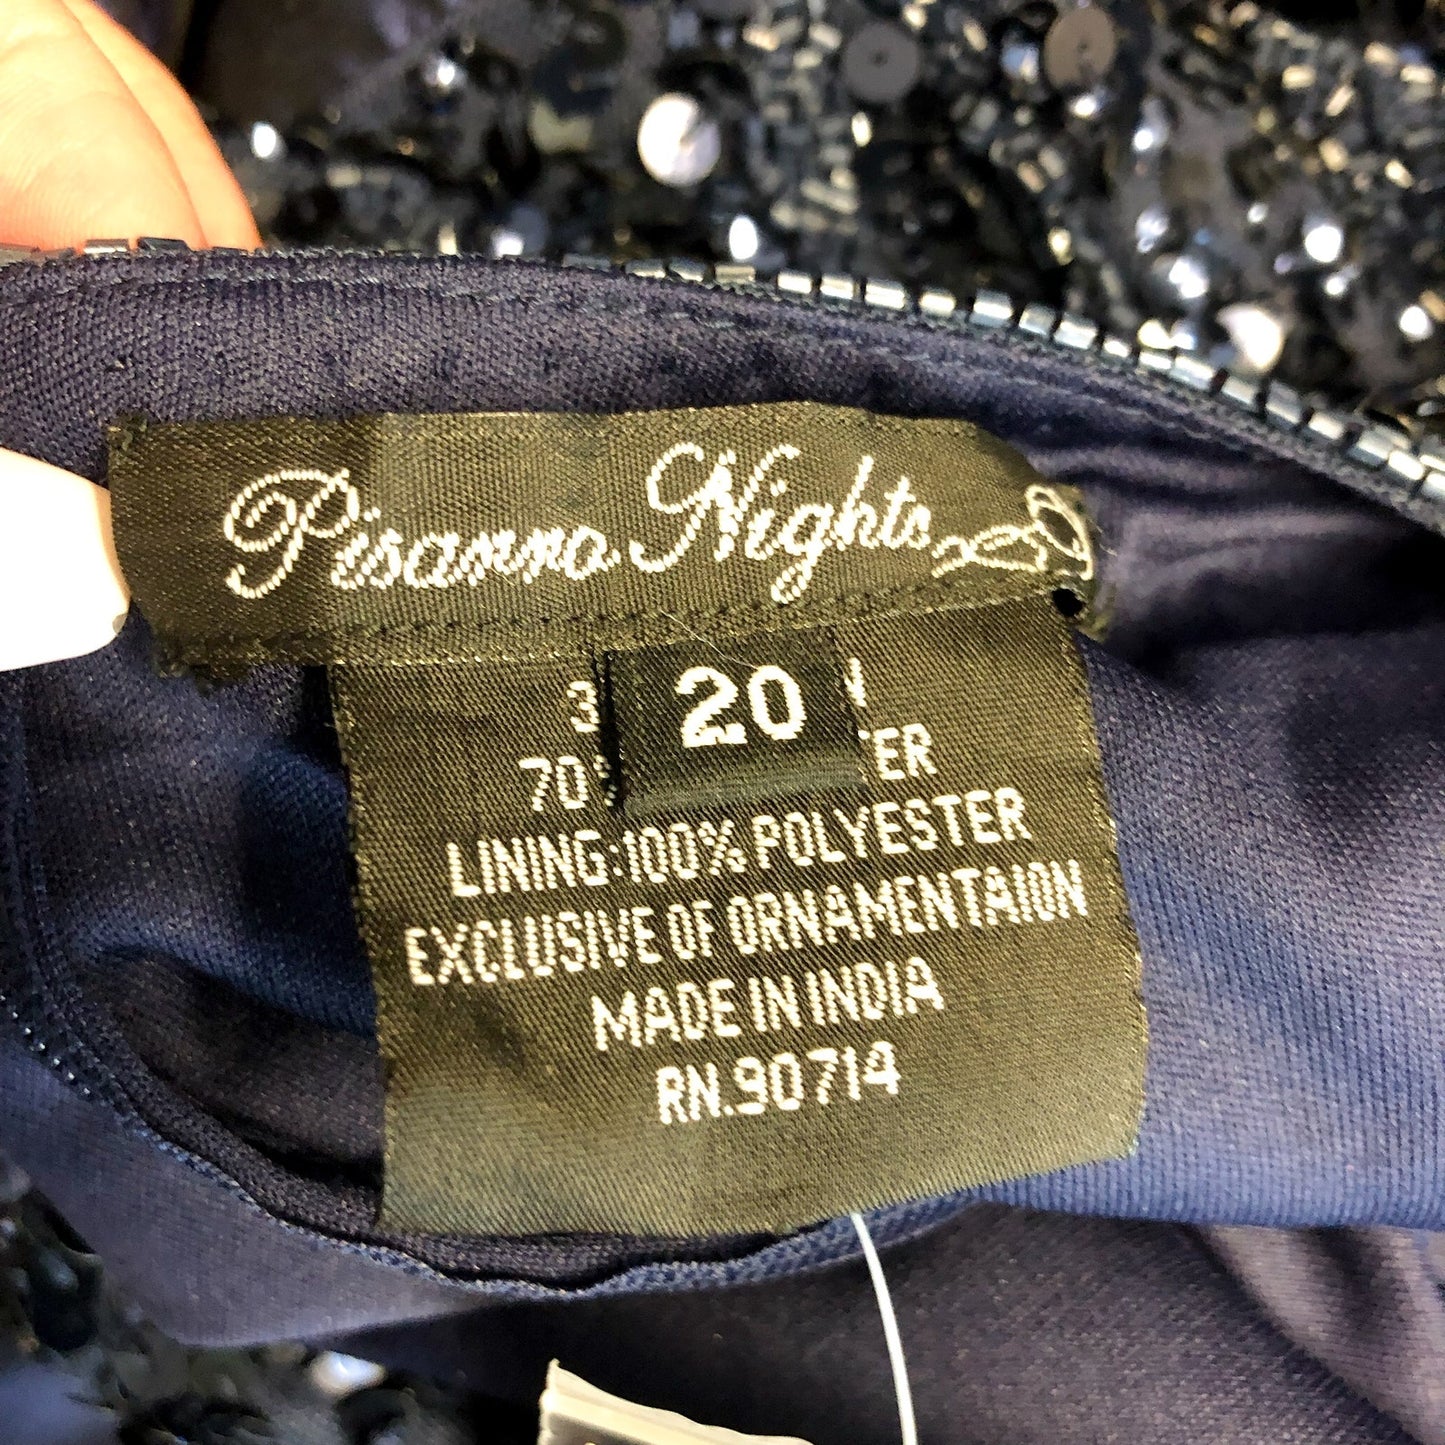 Pisarro Nights
20
3
70
ER
LINING:100% POLYESTER
EXCLUSIVE OF ORNAMENTAION
MADE IN INDIA
RN.90714